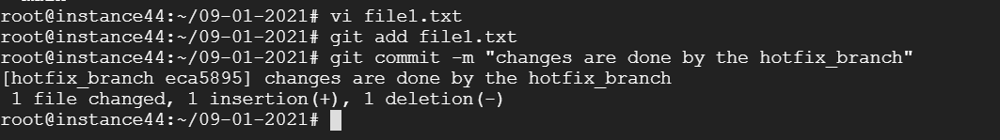 root@instance44:~/09-01-2021# vi file1.txt
root@instance44:~/09-01-2021# git add file1.txt
root@instance44:~/09-01-2021# git commit -m "changes are done by the hotfix_branch"
[hotfix_branch eca5895] changes are done by the hotfix_branch
 1 file changed, 1 insertion(+), 1 deletion(-)
root@instance44:~/09-01-2021#